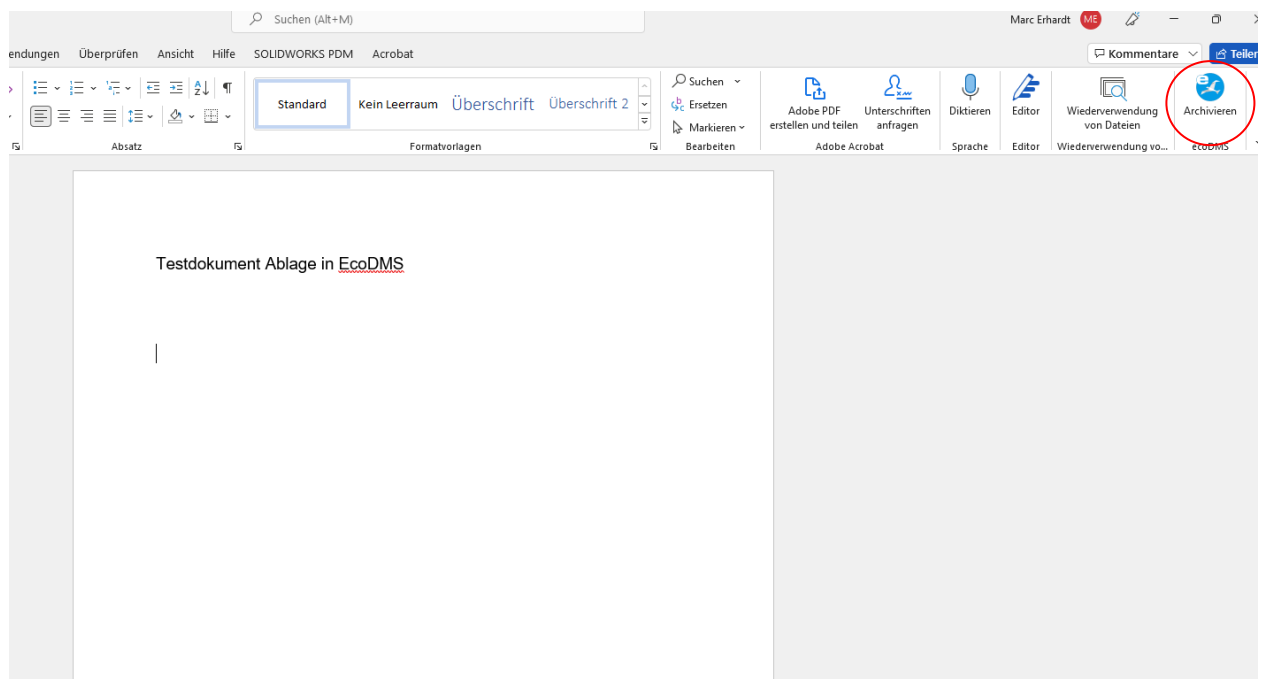 Suchen (Alt+M)
Marc Erhardt ME
endungen Überprüfen Ansicht Hilfe SOLIDWORKS PDM Acrobat
Kommentare Teilen
Standard Kein Leerraum Überschrift Überschrift 2
Suchen
Ersetzen
Markieren
Adobe PDF
erstellen und teilen
Unterschriften
anfragen
Diktieren
Editor
Wiederverwendung
von Dateien
Archivieren
Absatz Formatvorlagen Bearbeiten Adobe Acrobat Sprache Editor Wiederverwendung vo... ecoDMS
Testdokument Ablage in EcoDMS